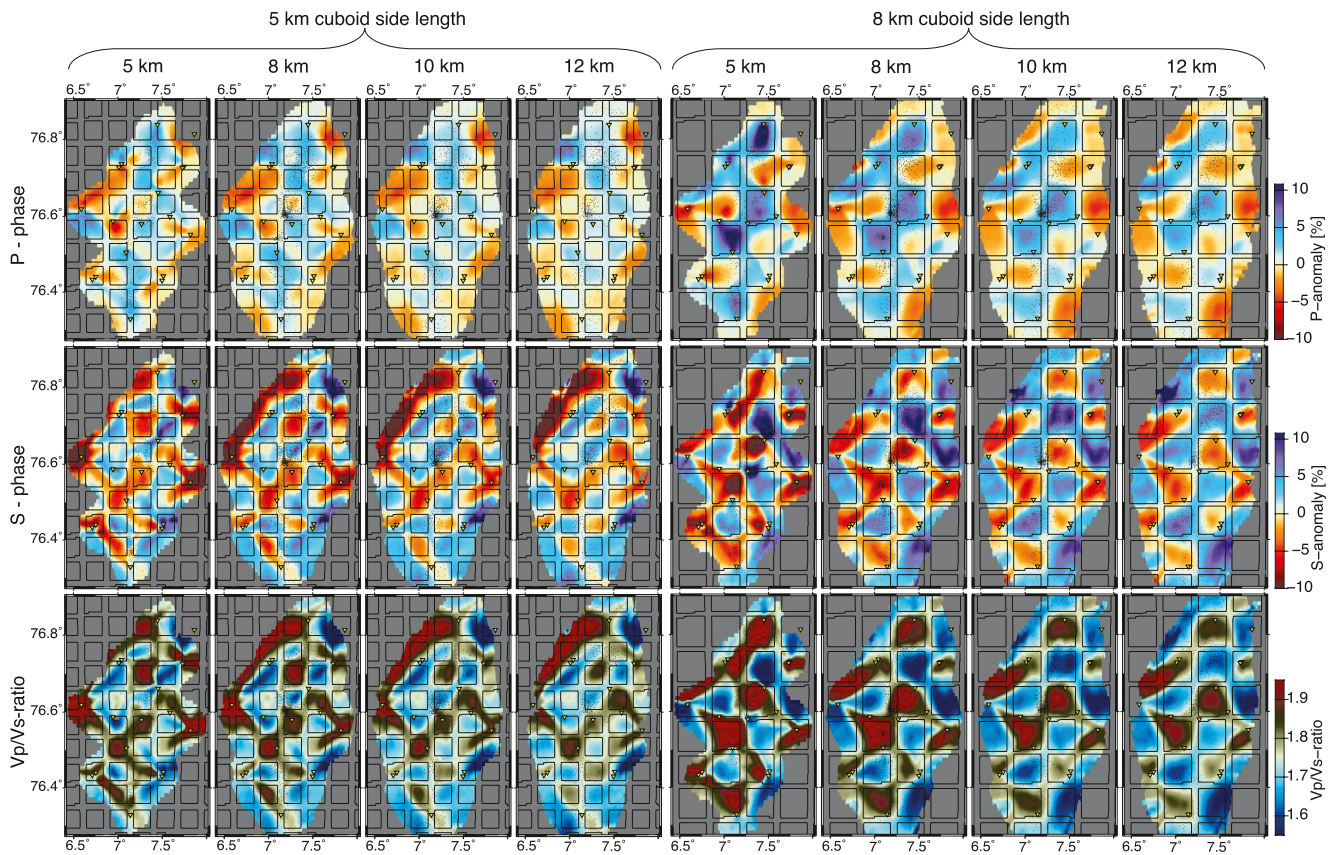 5 km cuboid side length 8 km cuboid side length
5 km 8 km 10 km 12 km 5 km 8 km 10 km 12 km
6.5° 7° 7.5° 6.5° 7° 7.5° 6.5° 7° 7.5° 6.5° 7° 7.5° 6.5° 7° 7.5° 6.5° 7° 7.5° 6.5° 7° 7.5° 6.5° 7° 7.5°
P - phase
76.8°
76.6°
76.4°
10
5
0
−5
−10
P−anomaly [%]
S - phase
76.8°
76.6°
76.4°
10
5
0
−5
−10
S−anomaly [%]
Vp/Vs-ratio
76.8°
76.6°
76.4°
1.9
1.8
1.7
1.6
Vp/Vs−ratio
6.5° 7° 7.5° 6.5° 7° 7.5° 6.5° 7° 7.5° 6.5° 7° 7.5° 6.5° 7° 7.5° 6.5° 7° 7.5° 6.5° 7° 7.5° 6.5° 7° 7.5°